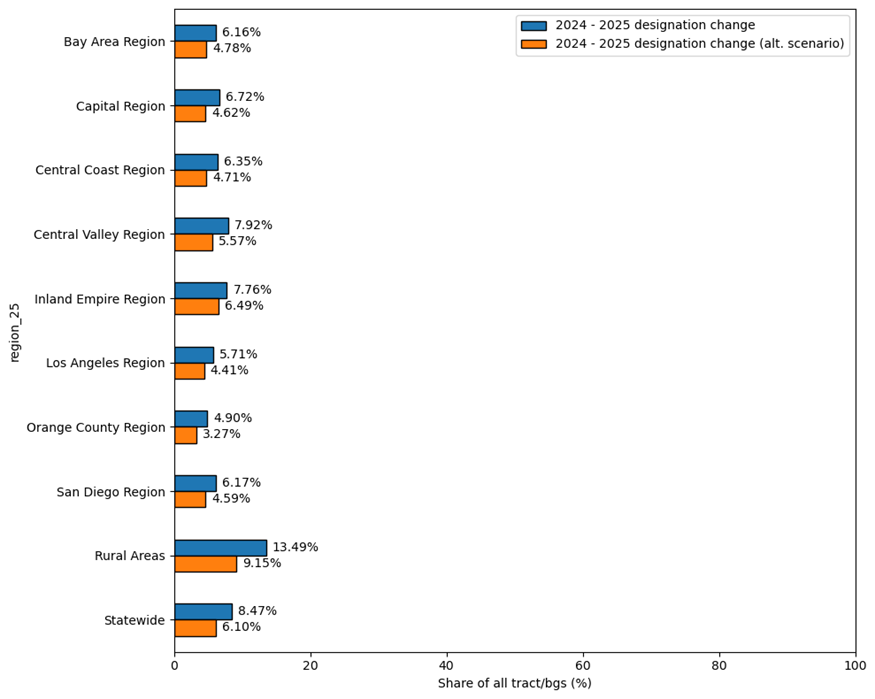 2024 - 2025 designation change
2024 - 2025 designation change (alt. scenario)
region_25
Bay Area Region
6.16%
4.78%
Capital Region
6.72%
4.62%
Central Coast Region
6.35%
4.71%
Central Valley Region
7.92%
5.57%
Inland Empire Region
7.76%
6.49%
Los Angeles Region
5.71%
4.41%
Orange County Region
4.90%
3.27%
San Diego Region
6.17%
4.59%
Rural Areas
13.49%
9.15%
Statewide
8.47%
6.10%
0 20 40 60 80 100
Share of all tract/bgs (%)